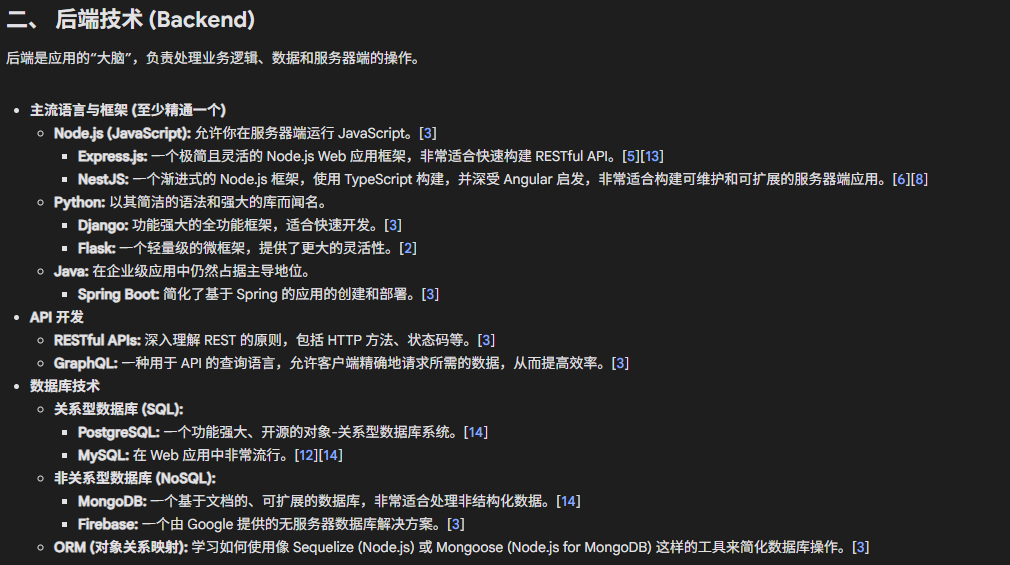 二、 后端技术 (Backend)
后端是应用的“大脑”，负责处理业务逻辑、数据和服务器端的操作。
• 主流语言与框架 (至少精通一个)
○ Node.js (JavaScript): 允许你在服务器端运行 JavaScript。[3]
▪ Express.js: 一个极简且灵活的 Node.js Web 应用框架，非常适合快速构建 RESTful API。[5][13]
▪ NestJS: 一个渐进式的 Node.js 框架，使用 TypeScript 构建，并深受 Angular 启发，非常适合构建可维护和可扩展的服务器端应用。[6][8]
○ Python: 以其简洁的语法和强大的库而闻名。
▪ Django: 功能强大的全功能框架，适合快速开发。[3]
▪ Flask: 一个轻量级的微框架，提供了更大的灵活性。[2]
○ Java: 在企业级应用中仍然占据主导地位。
▪ Spring Boot: 简化了基于 Spring 的应用的创建和部署。[3]
• API 开发
○ RESTful APIs: 深入理解 REST 的原则，包括 HTTP 方法、状态码等。[3]
○ GraphQL: 一种用于 API 的查询语言，允许客户端精确地请求所需的数据，从而提高效率。[3]
• 数据库技术
○ 关系型数据库 (SQL):
▪ PostgreSQL: 一个功能强大、开源的对象-关系型数据库系统。[14]
▪ MySQL: 在 Web 应用中非常流行。[12][14]
○ 非关系型数据库 (NoSQL):
▪ MongoDB: 一个基于文档的、可扩展的数据库，非常适合处理非结构化数据。[14]
▪ Firebase: 一个由 Google 提供的无服务器数据库解决方案。[3]
○ ORM (对象关系映射): 学习如何使用像 Sequelize (Node.js) 或 Mongoose (Node.js for MongoDB) 这样的工具来简化数据库操作。[3]